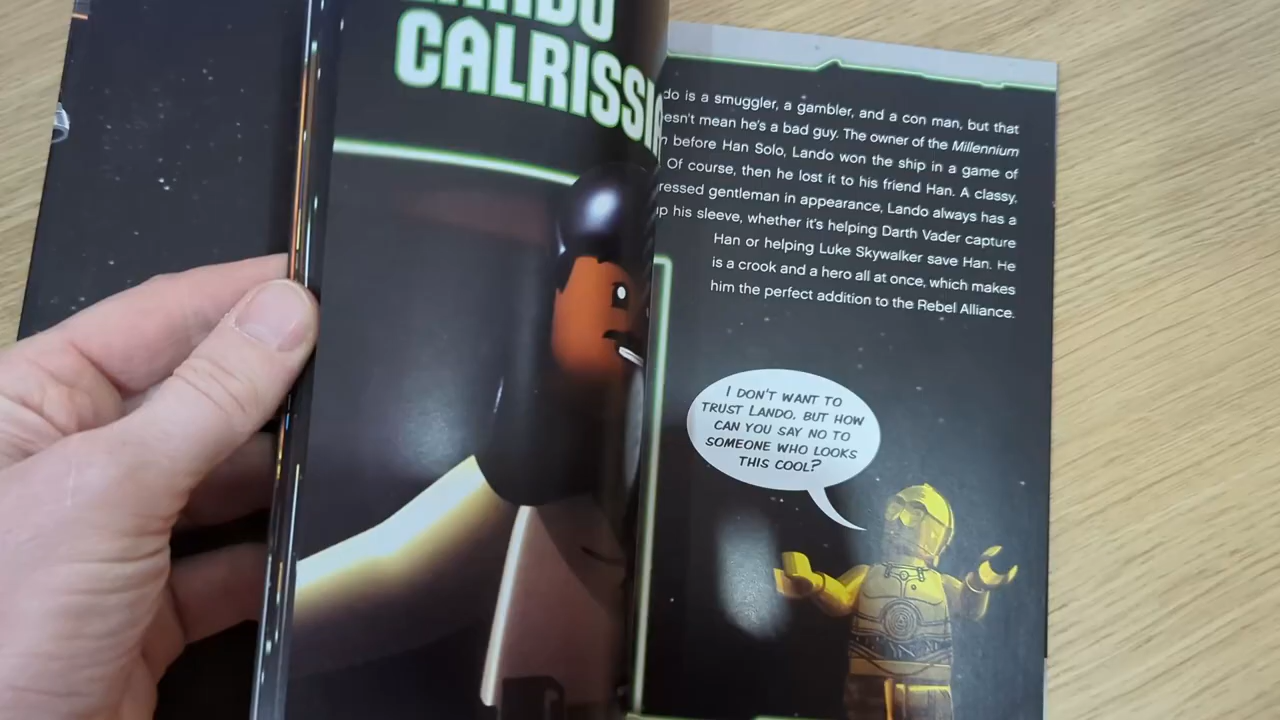 CALRISSI
do is a smuggler, a gambler, and a con man, but that
esn't mean he's a bad guy. The owner of the Millennium
before Han Solo, Lando won the ship in a game of
. Of course, then he lost it to his friend Han. A classy,
ressed gentleman in appearance, Lando always has a
up his sleeve, whether it's helping Darth Vader capture
Han or helping Luke Skywalker save Han. He
is a crook and a hero all at once, which makes
him the perfect addition to the Rebel Alliance.
I DON'T WANT TO
TRUST LANDO. BUT HOW
CAN YOU SAY NO TO
SOMEONE WHO LOOKS
THIS COOL?